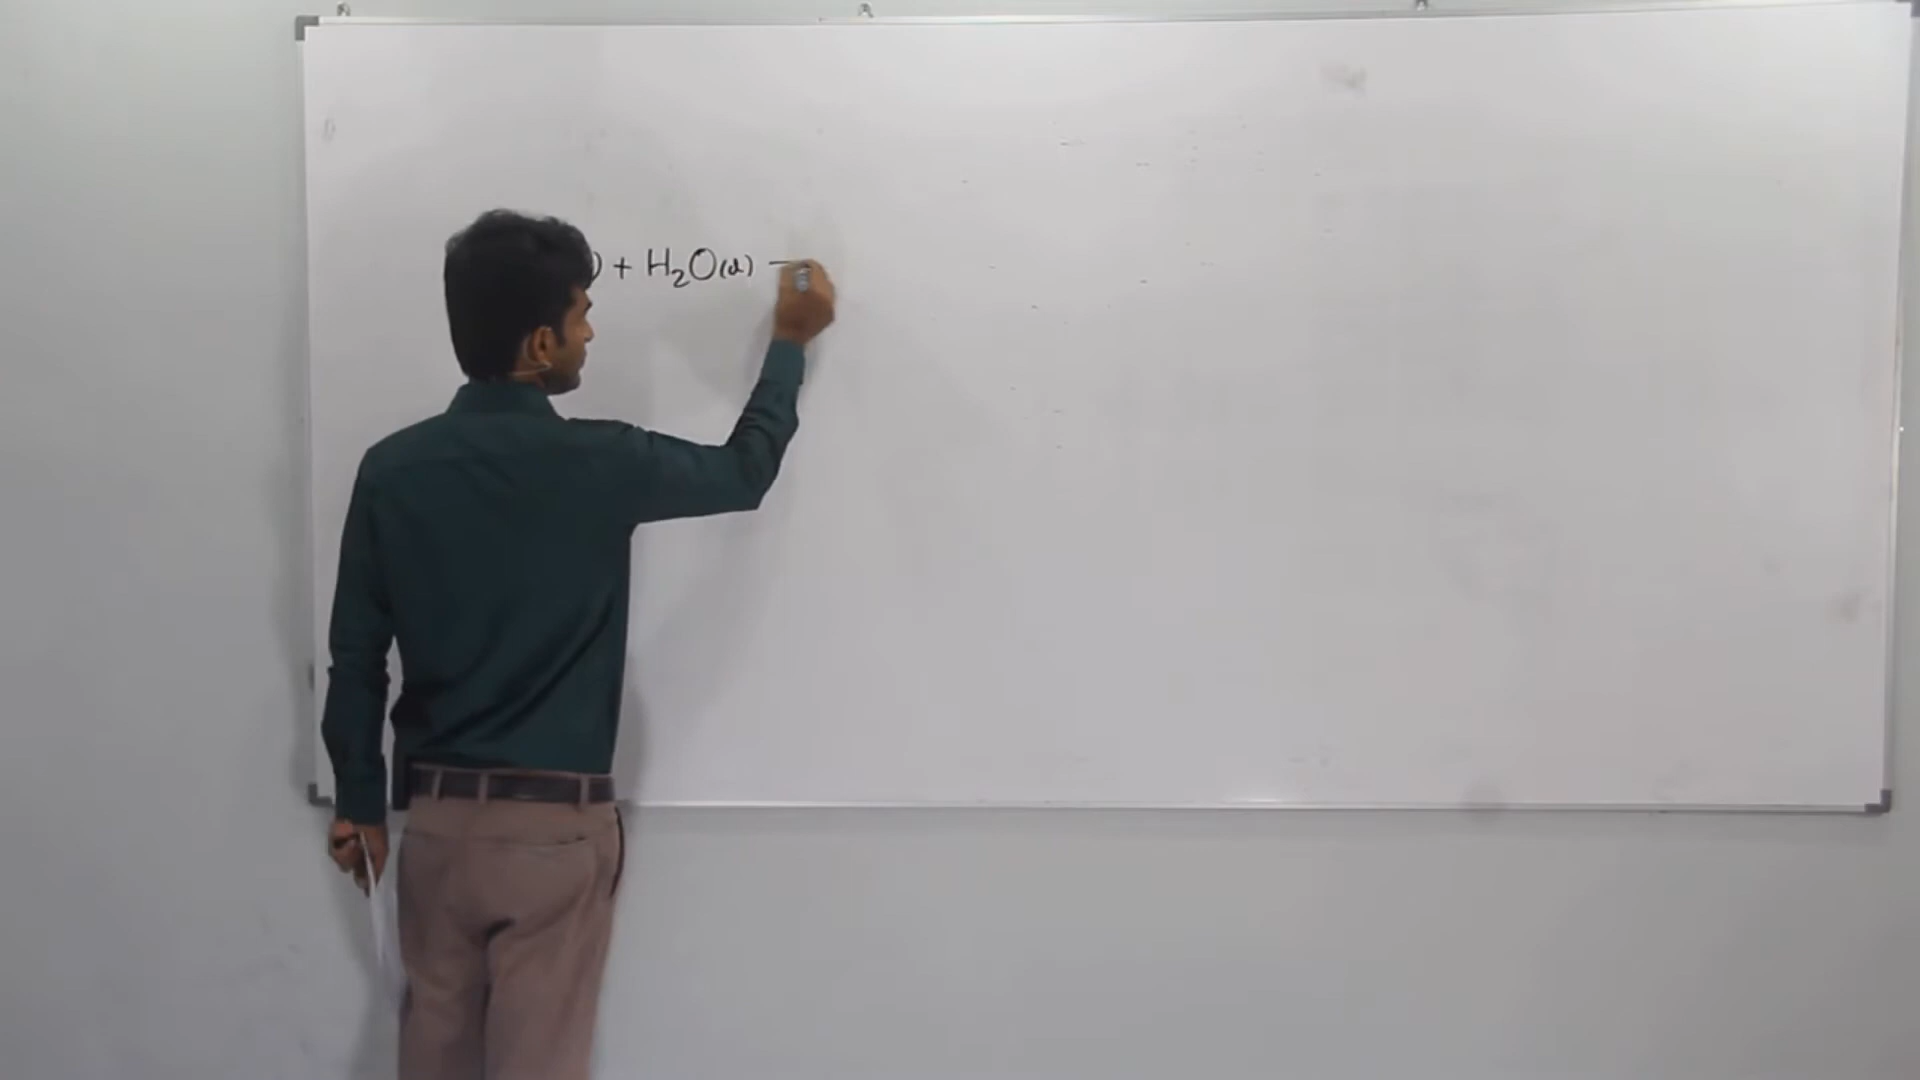 ) + H₂O(l) —